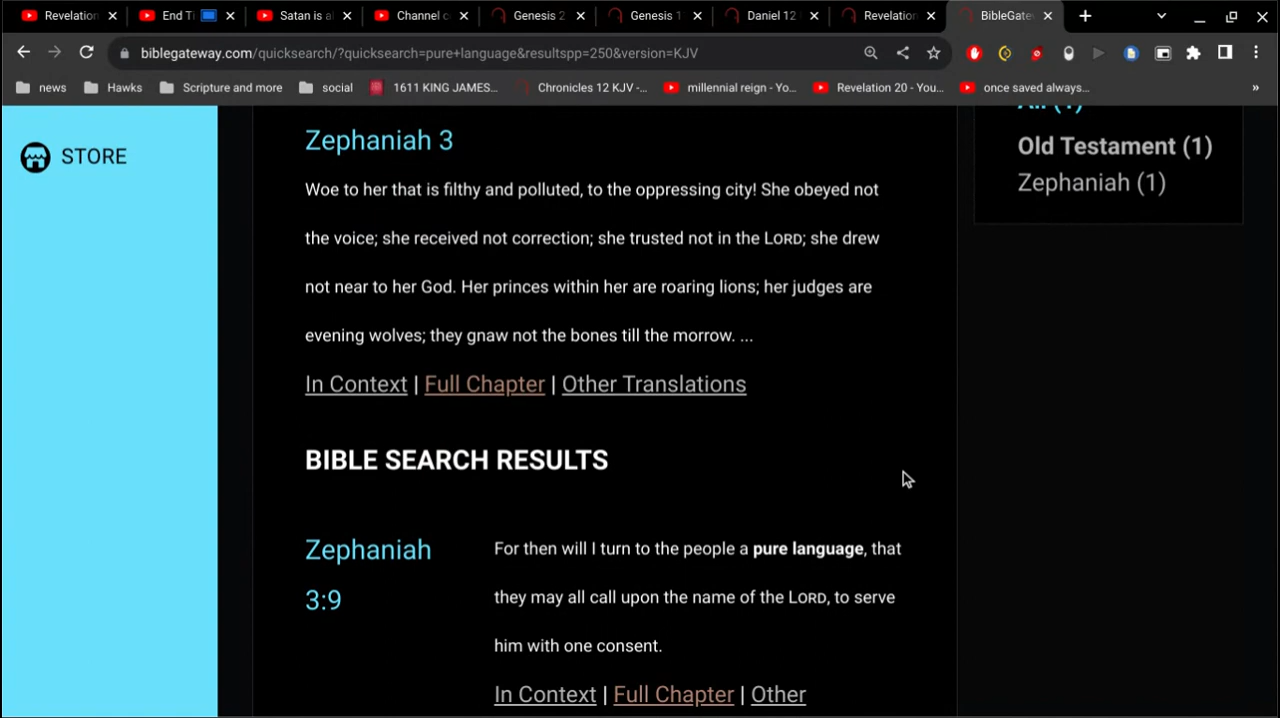 Revelation
End Ti
Satan is a
Channel c
Genesis 2
Genesis 1
Daniel 12
Revelation
BibleGate
biblegateway.com/quicksearch/?quicksearch=pure+language&resultspp=250&version=KJV
news
Hawks
Scripture and more
social
1611 KING JAMES...
Chronicles 12 KJV -...
millennial reign - Yo...
Revelation 20 - You...
once saved always...
»
STORE
Zephaniah 3
Woe to her that is filthy and polluted, to the oppressing city! She obeyed not
the voice; she received not correction; she trusted not in the LORD; she drew
not near to her God. Her princes within her are roaring lions; her judges are
evening wolves; they gnaw not the bones till the morrow. ...
In Context | Full Chapter | Other Translations
BIBLE SEARCH RESULTS
Zephaniah
3:9
For then will I turn to the people a pure language, that
they may all call upon the name of the LORD, to serve
him with one consent.
In Context | Full Chapter | Other
All (1)
Old Testament (1)
Zephaniah (1)